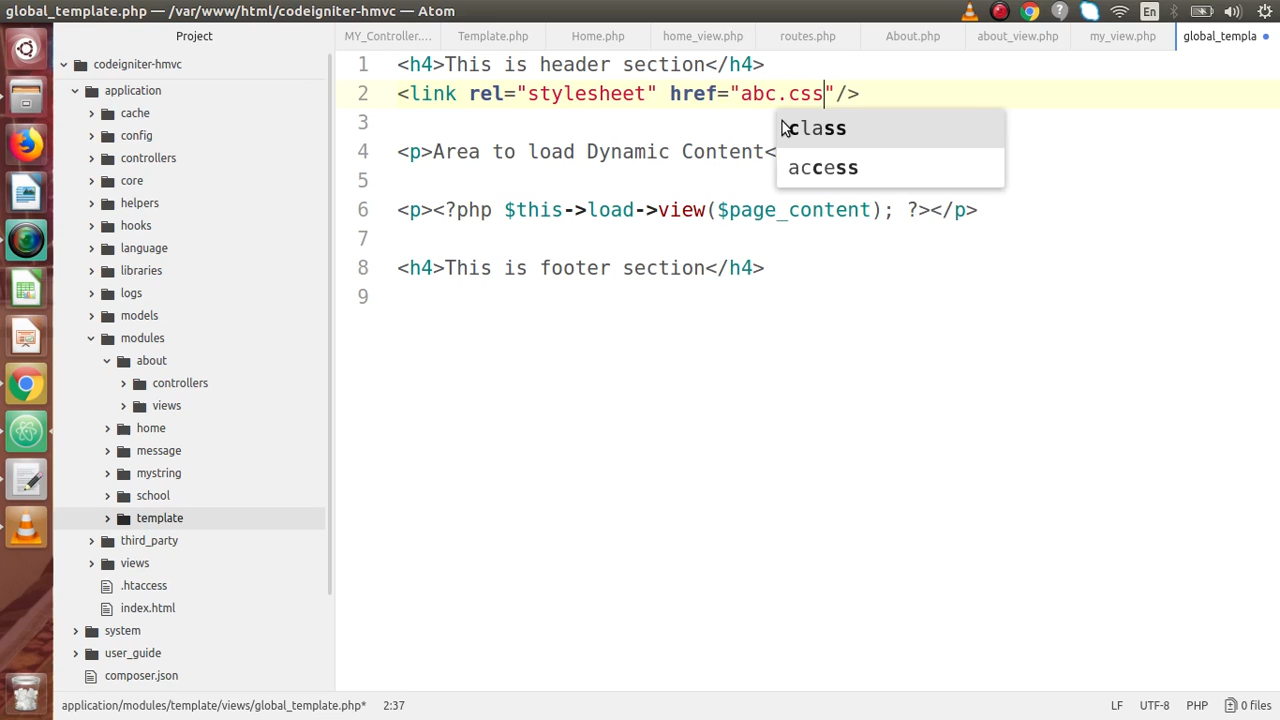 global_template.php — /var/www/html/codeigniter-hmvc — Atom
En
Project
MY_Controller....
Template.php
Home.php
home_view.php
routes.php
About.php
about_view.php
my_view.php
global_templa
codeigniter-hmvc
application
cache
config
controllers
core
helpers
hooks
language
libraries
logs
models
modules
about
controllers
views
home
message
mystring
school
template
third_party
views
.htaccess
index.html
system
user_guide
composer.json
1 <h4>This is header section</h4>
2 <link rel="stylesheet" href="abc.css"/>
3
4 <p>Area to load Dynamic Content<
5
6 <p><?php $this->load->view($page_content); ?></p>
7
8 <h4>This is footer section</h4>
9
class
access
application/modules/template/views/global_template.php* 2:37
LF UTF-8 PHP 0 files